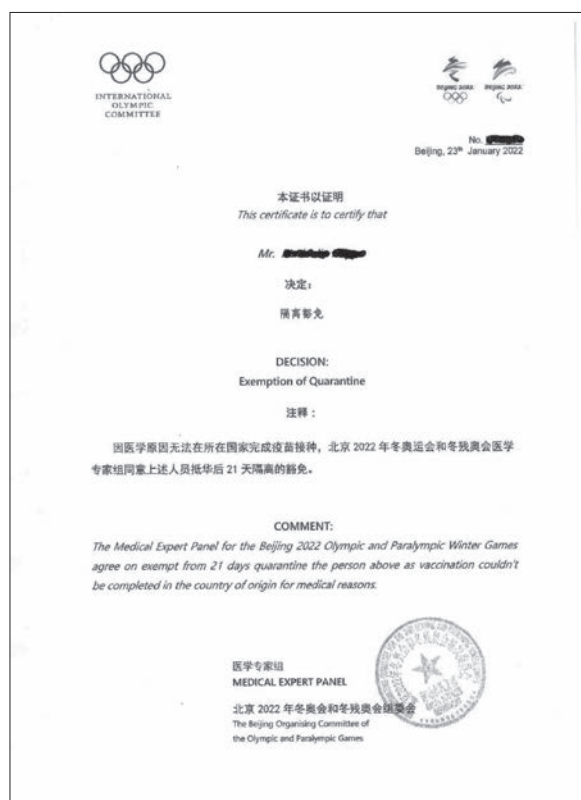 INTERNATIONAL
OLYMPIC
COMMITTEE
BEIJING 2022
BEIJING 2022
No.
Beijing, 23th January 2022
本证书以证明
This certificate is to certify that
Mr.
决定：
隔离豁免
DECISION:
Exemption of Quarantine
注释：
因医学原因无法在所在国家完成疫苗接种，北京 2022 年冬奥运会和冬残奥会医学
专家组同意上述人员抵华后 21 天隔离的豁免。
COMMENT:
The Medical Expert Panel for the Beijing 2022 Olympic and Paralympic Winter Games
agree on exempt from 21 days quarantine the person above as vaccination couldn't
be completed in the country of origin for medical reasons.
医学专家组
MEDICAL EXPERT PANEL
北京 2022 年冬奥会和冬残奥会组委会
The Beijing Organising Committee of
the Olympic and Paralympic Games